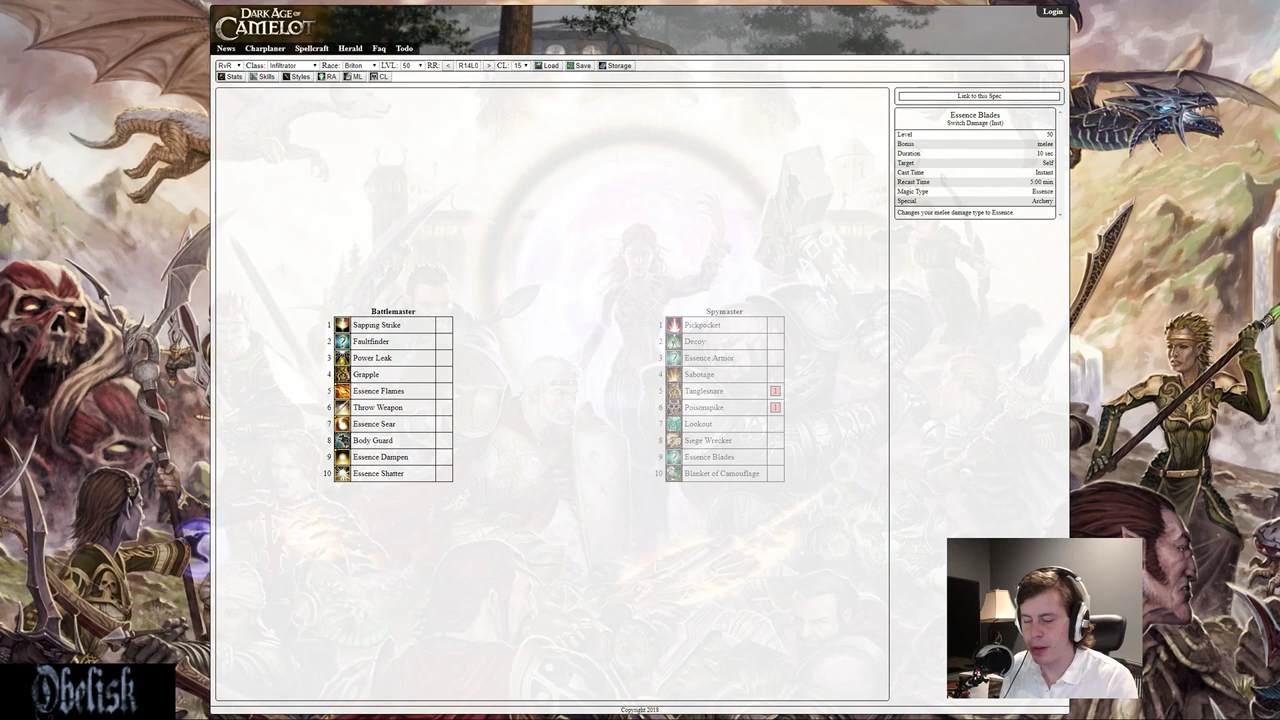 DARK AGE OF
CAMELOT
Login
News Charplaner Spellcraft Herald Faq Todo
RvR Class: Infiltrator Race: Briton LVL: 50 RR: < R14L0 > CL: 15 Load Save Storage
Stats Skills Styles RA ML CL
Link to this Spec
Essence Blades
Switch Damage (Inst)
Level 50
Bonus melee
Duration 10 sec
Target Self
Cast Time Instant
Recast Time 5:00 min
Magic Type Essence
Special Archery
Changes your melee damage type to Essence.
Battlemaster
1 Sapping Strike
2 Faultfinder
3 Power Leak
4 Grapple
5 Essence Flames
6 Throw Weapon
7 Essence Sear
8 Body Guard
9 Essence Dampen
10 Essence Shatter
Spymaster
1 Pickpocket
2 Decoy
3 Essence Armor
4 Sabotage
5 Tanglesnare 1
6 Poisonspike 1
7 Lookout
8 Siege Wrecker
9 Essence Blades
10 Blanket of Camouflage
Obelisk
Copyright 2018